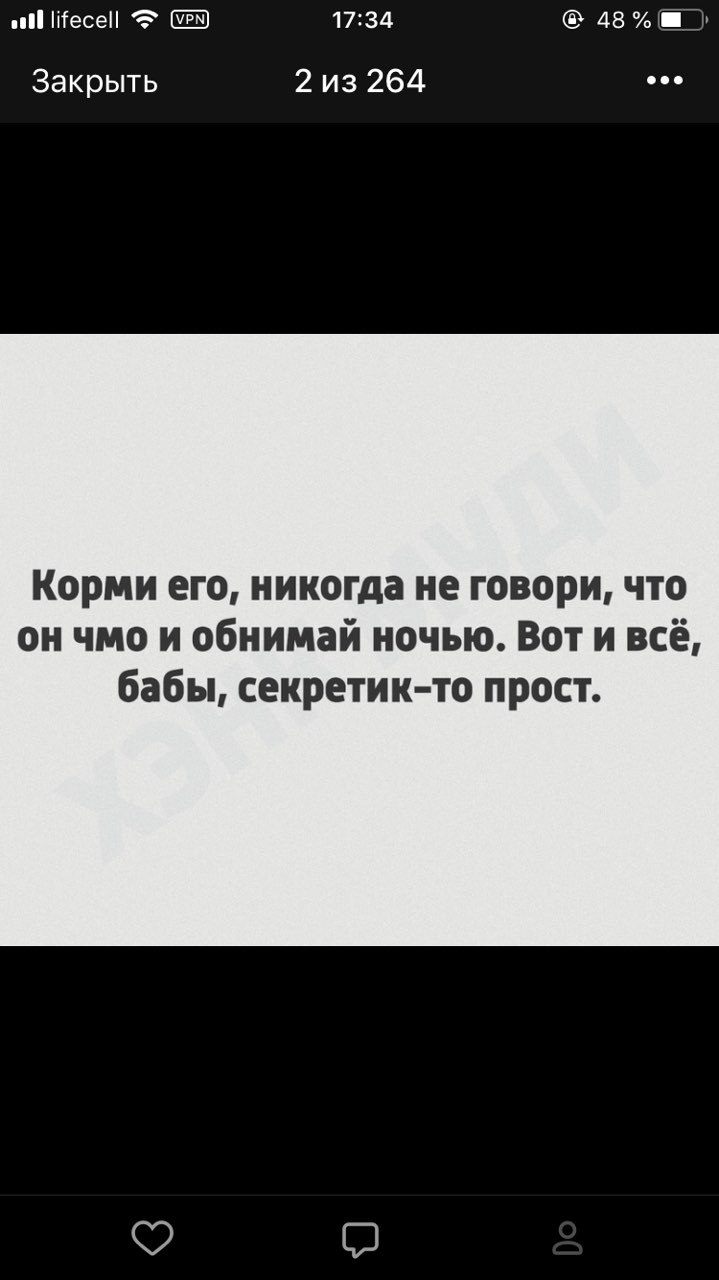 lifecell VPN 17:34 48 %
Закрыть 2 из 264
Корми его, никогда не говори, что
он чмо и обнимай ночью. Вот и всё,
бабы, секретик-то прост.